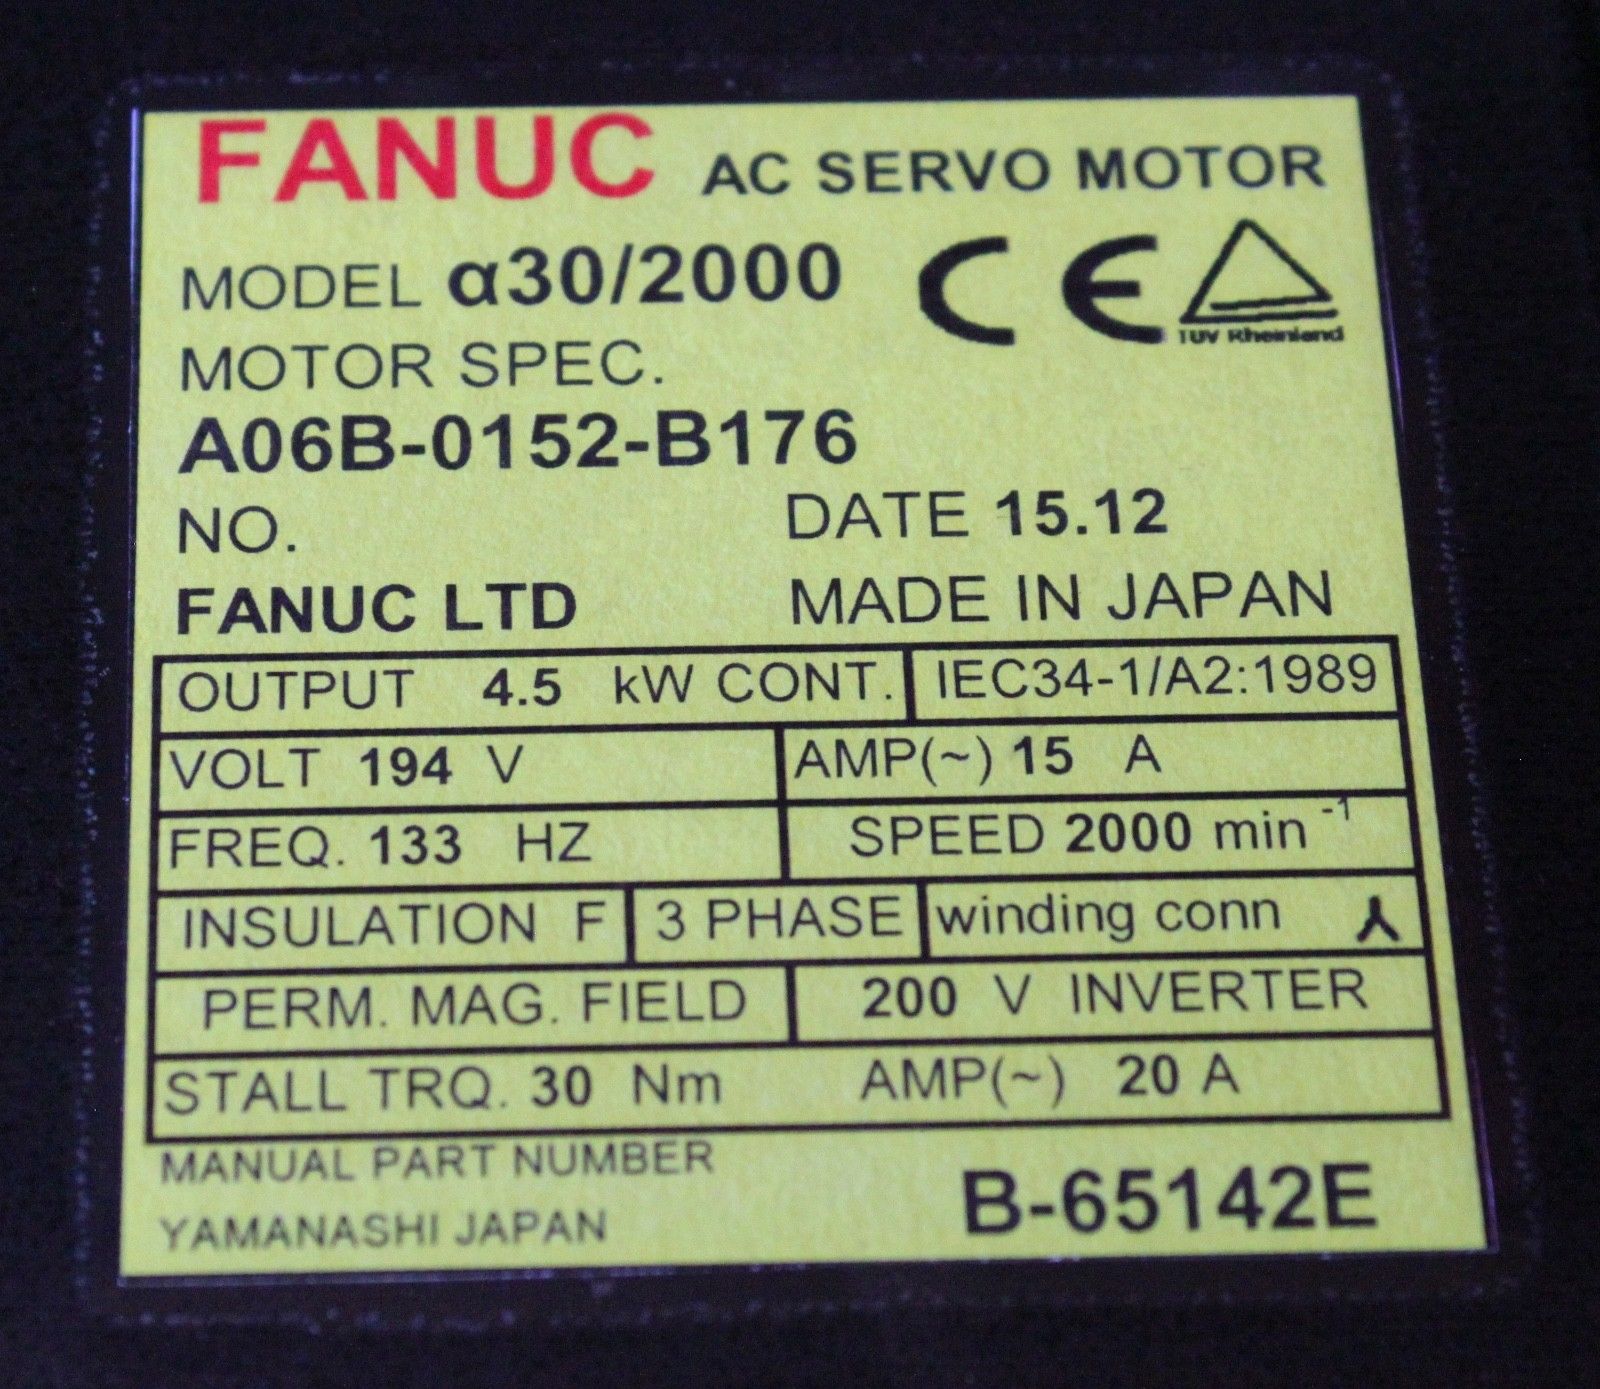 FANUC AC SERVO MOTOR
MODEL α30/2000 CE
TUV Rheinland
MOTOR SPEC.
A06B-0152-B176
NO. DATE 15.12
FANUC LTD MADE IN JAPAN
OUTPUT 4.5 kW CONT. IEC34-1/A2:1989
VOLT 194 V AMP(~) 15 A
FREQ. 133 HZ SPEED 2000 min⁻¹
INSULATION F 3 PHASE winding conn
PERM. MAG. FIELD 200 V INVERTER
STALL TRQ. 30 Nm AMP(~) 20 A
MANUAL PART NUMBER B-65142E
YAMANASHI JAPAN